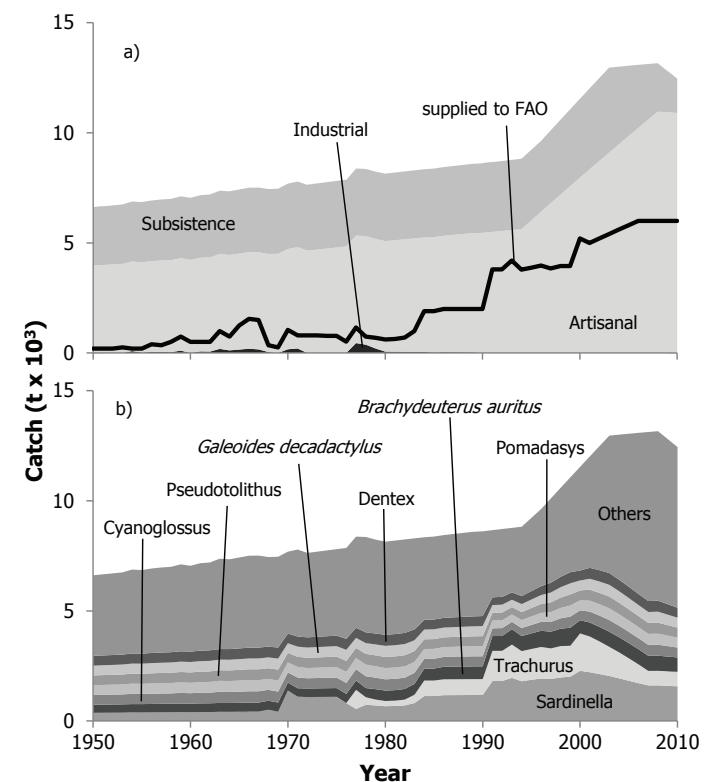 15
a)
supplied to FAO
Industrial
10
Subsistence
5
Artisanal
0
Catch (t x 10³)
15
b)
Brachydeuterus auritus
Galeoides decadactylus
Pomadasys
Pseudotolithus
Dentex
10
Cyanoglossus
Others
5
Trachurus
Sardinella
0
1950 1960 1970 1980 1990 2000 2010
Year